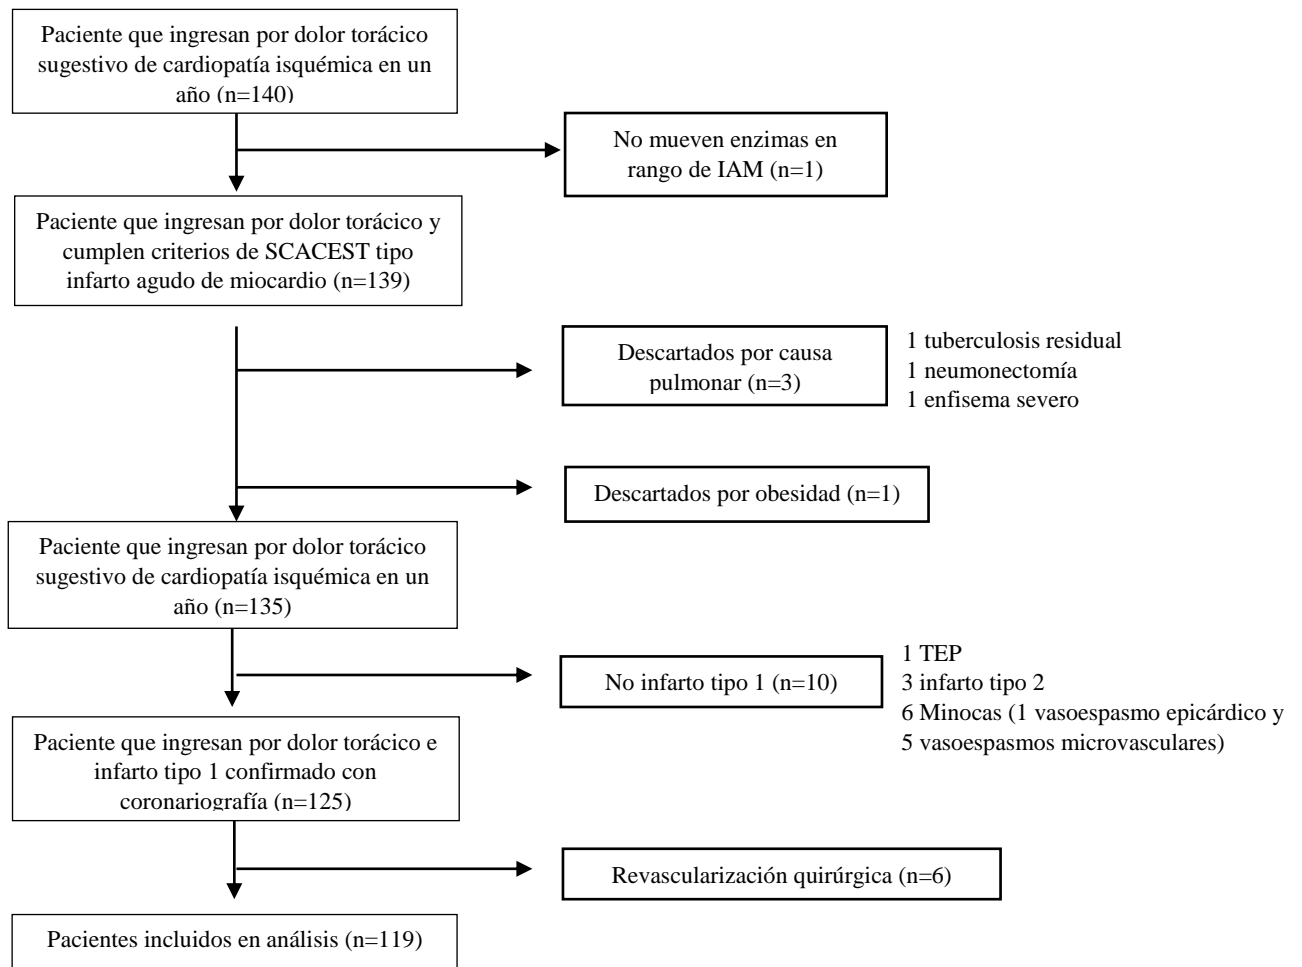 Paciente que ingresan por dolor torácico
sugestivo de cardiopatía isquémica en un
año (n=140)
No mueven enzimas en
rango de IAM (n=1)
Paciente que ingresan por dolor torácico y
cumplen criterios de SCACEST tipo
infarto agudo de miocardio (n=139)
Descartados por causa
pulmonar (n=3)
1 tuberculosis residual
1 neumonectomía
1 enfisema severo
Descartados por obesidad (n=1)
Paciente que ingresan por dolor torácico
sugestivo de cardiopatía isquémica en un
año (n=135)
No infarto tipo 1 (n=10)
1 TEP
3 infarto tipo 2
6 Minocas (1 vasoespasmo epicárdico y
5 vasoespasmos microvasculares)
Paciente que ingresan por dolor torácico e
infarto tipo 1 confirmado con
coronariografía (n=125)
Revascularización quirúrgica (n=6)
Pacientes incluidos en análisis (n=119)